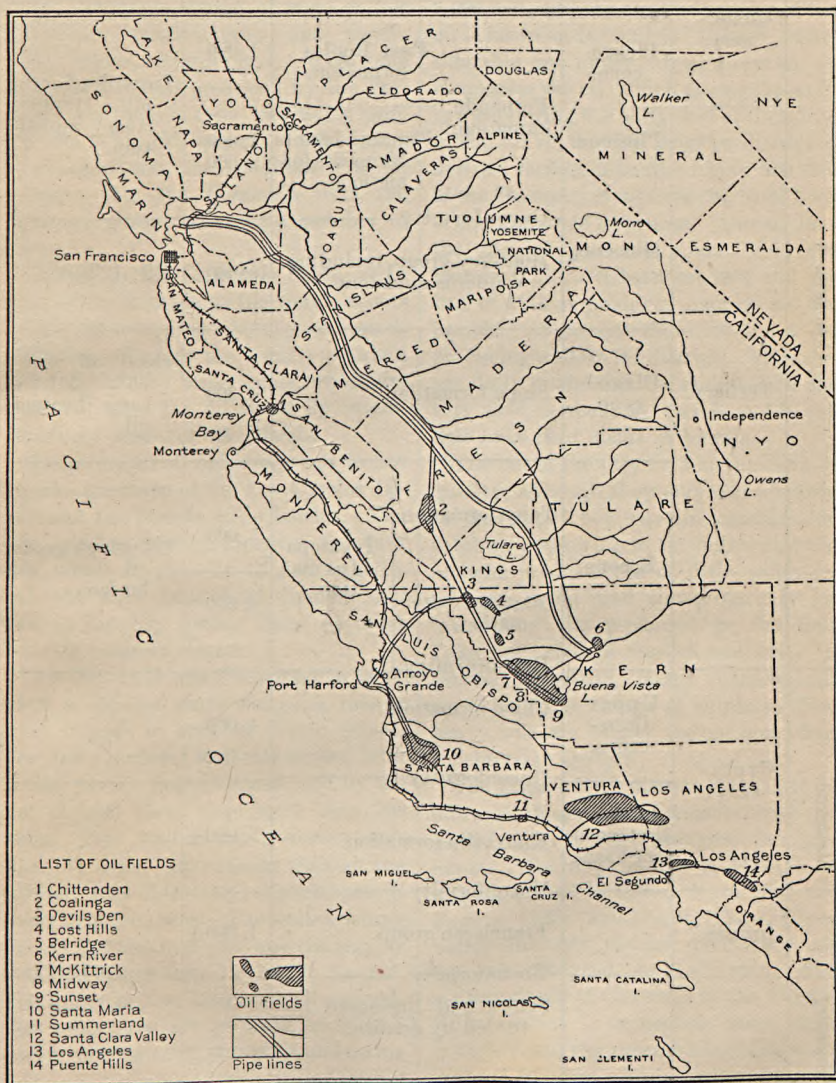 LAKE
PLACER
DOUGLAS
ELDORADO
Walker
L.
NYE
YOLO
SONOMA
NAPA
Sacramento
SACRAMENTO
AMADOR
ALPINE
MINERAL
SOLANO
CALAVERAS
MARIN
JOAQUIN
TUOLUMNE
YOSEMITE
NATIONAL
PARK
Mono
L.
MONO
ESMERALDA
San Francisco
ALAMEDA
STANISLAUS
MARIPOSA
SAN MATEO
NEVADA
CALIFORNIA
SANTA CLARA
MERCED
MADERA
SANTA CRUZ
1
SAN BENITO
FRESNO
Independence
INYO
Monterey
Bay
Monterey
Owens
L.
MONTEREY
2
TULARE
Tulare
L.
KINGS
PACIFIC OCEAN
3
4
5
6
SAN LUIS OBISPO
KERN
7
8
9
Buena Vista
L.
Port Harford
Arroyo
Grande
10
SANTA BARBARA
VENTURA
LOS ANGELES
11
Ventura
12
Santa Barbara Channel
13
Los Angeles
14
El Segundo
ORANGE
SAN MIGUEL
I.
SANTA ROSA
I.
SANTA
CRUZ I.
SANTA CATALINA
I.
SAN NICOLAS
I.
SAN CLEMENTI
I.
LIST OF OIL FIELDS
1 Chittenden
2 Coalinga
3 Devils Den
4 Lost Hills
5 Belridge
6 Kern River
7 McKittrick
8 Midway
9 Sunset
10 Santa Maria
11 Summerland
12 Santa Clara Valley
13 Los Angeles
14 Puente Hills
Oil fields
Pipe lines